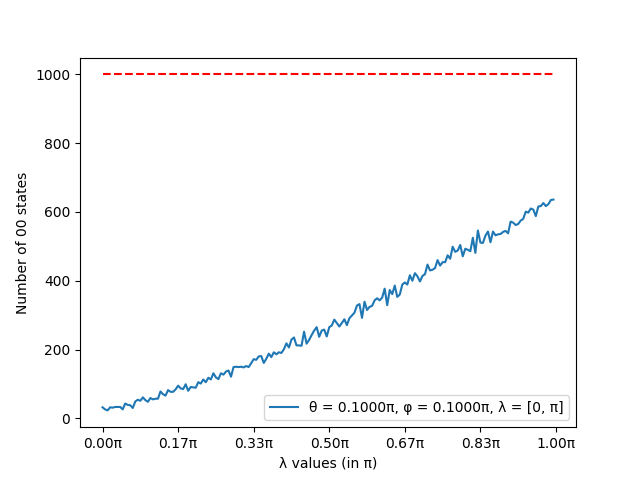 1000
800
600
400
200
0
Number of 00 states
θ = 0.1000π, φ = 0.1000π, λ = [0, π]
0.00π 0.17π 0.33π 0.50π 0.67π 0.83π 1.00π
λ values (in π)